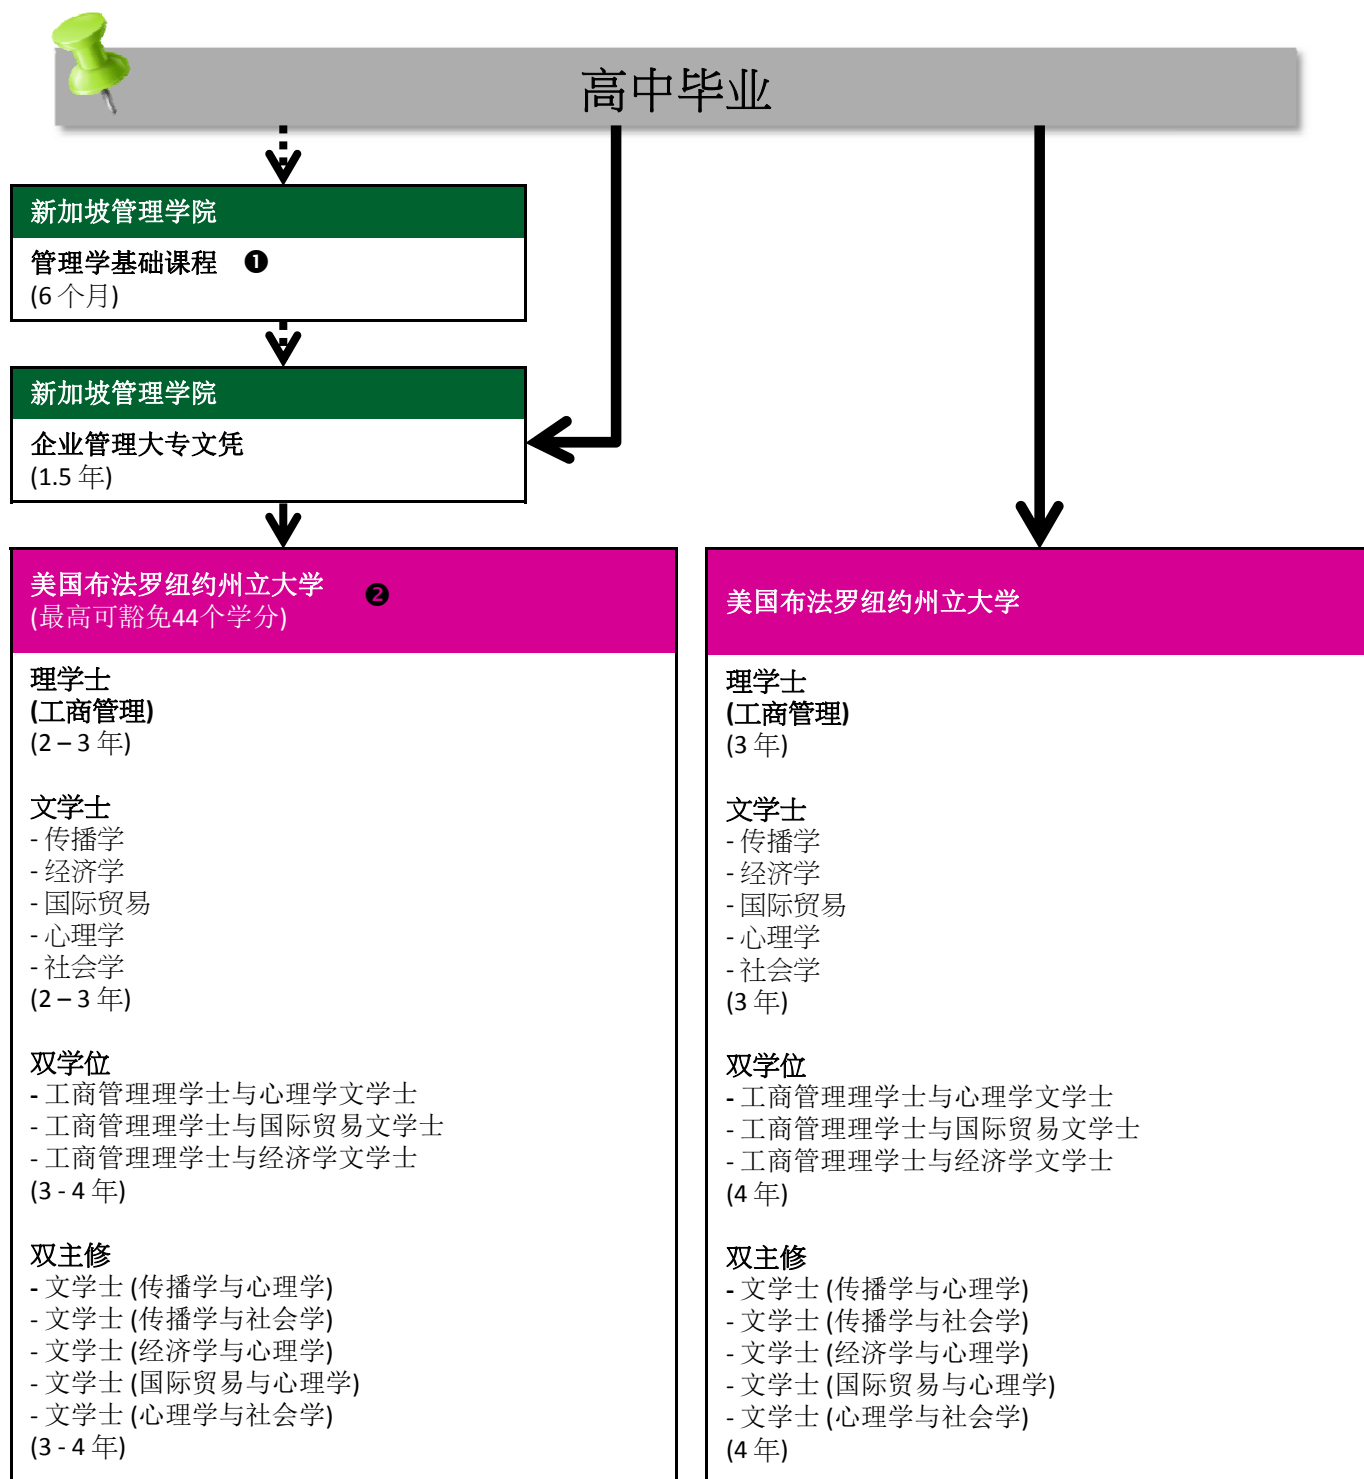 高中毕业
新加坡管理学院
管理学基础课程 ❶
(6 个月)
新加坡管理学院
企业管理大专文凭
(1.5 年)
美国布法罗纽约州立大学 ❷
(最高可豁免44个学分)
理学士
(工商管理)
(2 – 3 年)
文学士
- 传播学
- 经济学
- 国际贸易
- 心理学
- 社会学
(2 – 3 年)
双学位
- 工商管理理学士与心理学文学士
- 工商管理理学士与国际贸易文学士
- 工商管理理学士与经济学文学士
(3 - 4 年)
双主修
- 文学士 (传播学与心理学)
- 文学士 (传播学与社会学)
- 文学士 (经济学与心理学)
- 文学士 (国际贸易与心理学)
- 文学士 (心理学与社会学)
(3 - 4 年)
美国布法罗纽约州立大学
理学士
(工商管理)
(3 年)
文学士
- 传播学
- 经济学
- 国际贸易
- 心理学
- 社会学
(3 年)
双学位
- 工商管理理学士与心理学文学士
- 工商管理理学士与国际贸易文学士
- 工商管理理学士与经济学文学士
(4 年)
双主修
- 文学士 (传播学与心理学)
- 文学士 (传播学与社会学)
- 文学士 (经济学与心理学)
- 文学士 (国际贸易与心理学)
- 文学士 (心理学与社会学)
(4 年)